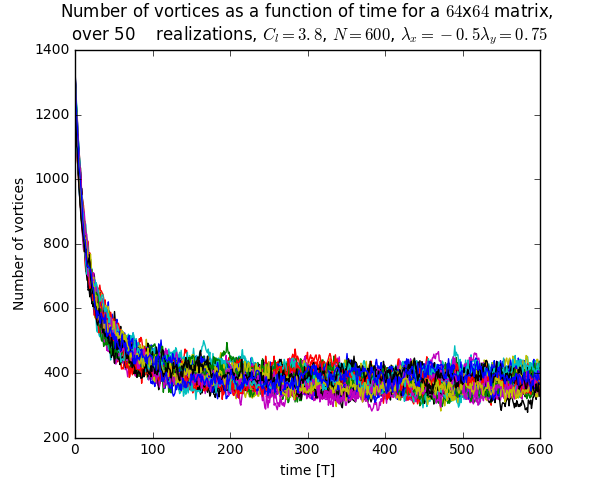 Number of vortices as a function of time for a 64x64 matrix,
over 50 realizations, C_l = 3.8, N = 600, λ_x = −0.5λ_y = 0.75
1400
1200
1000
800
600
400
200
Number of vortices
0 100 200 300 400 500 600
time [T]